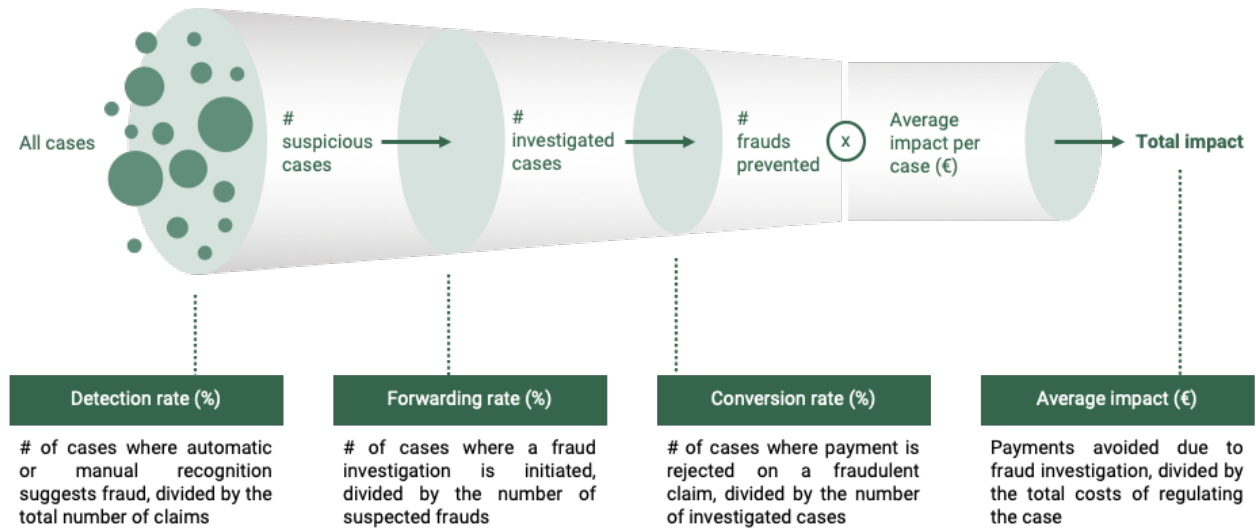 All cases
#
suspicious
cases
#
investigated
cases
#
frauds
prevented
x
Average
impact per
case (€)
Total impact
Detection rate (%)
# of cases where automatic
or manual recognition
suggests fraud, divided by the
total number of claims
Forwarding rate (%)
# of cases where a fraud
investigation is initiated,
divided by the number of
suspected frauds
Conversion rate (%)
# of cases where payment is
rejected on a fraudulent
claim, divided by the number
of investigated cases
Average impact (€)
Payments avoided due to
fraud investigation, divided by
the total costs of regulating
the case